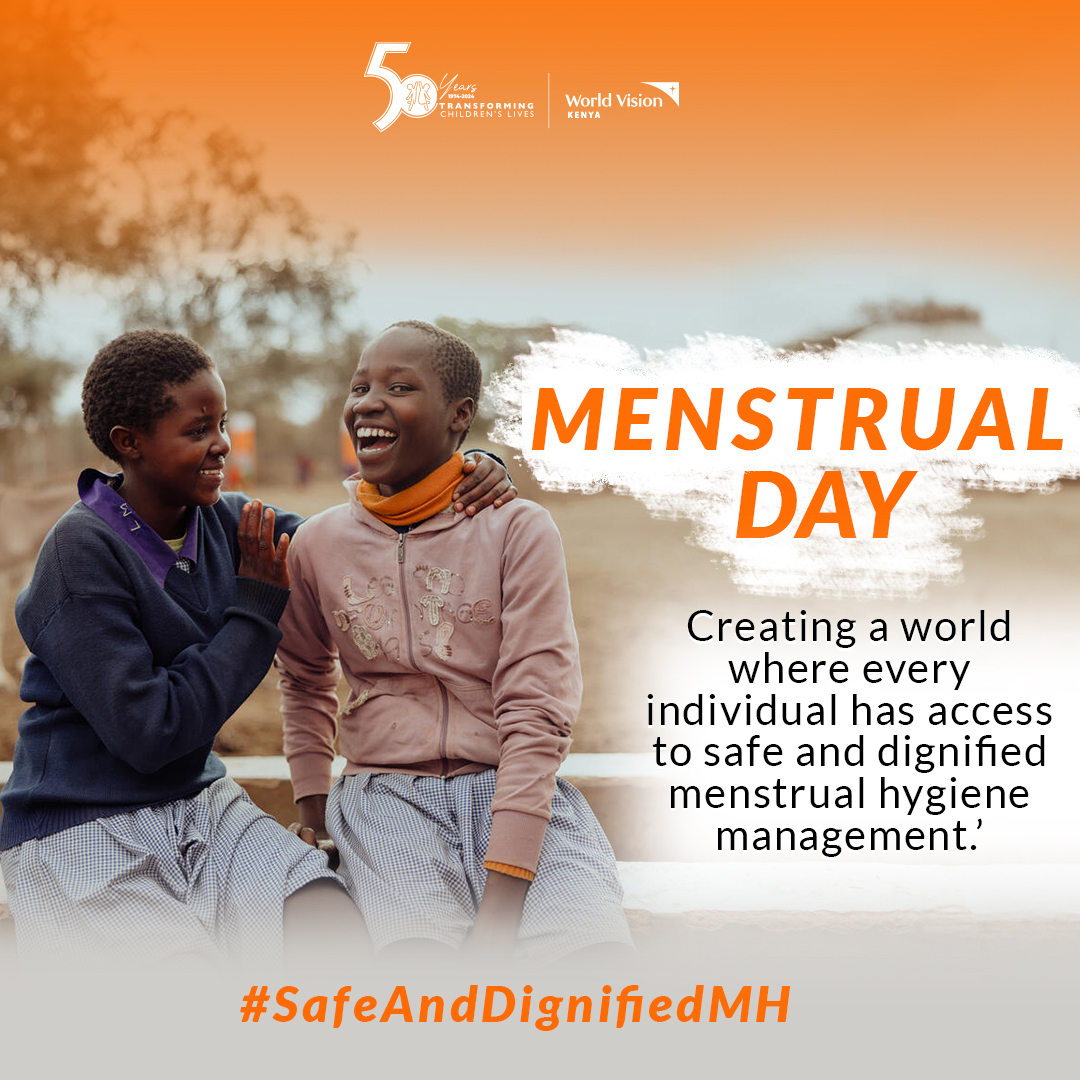 50 Years
1974-2024
TRANSFORMING
CHILDREN'S LIVES
World Vision
KENYA
MENSTRUAL
DAY
LM
Creating a world
where every
individual has access
to safe and dignified
menstrual hygiene
management.’
#SafeAndDignifiedMH